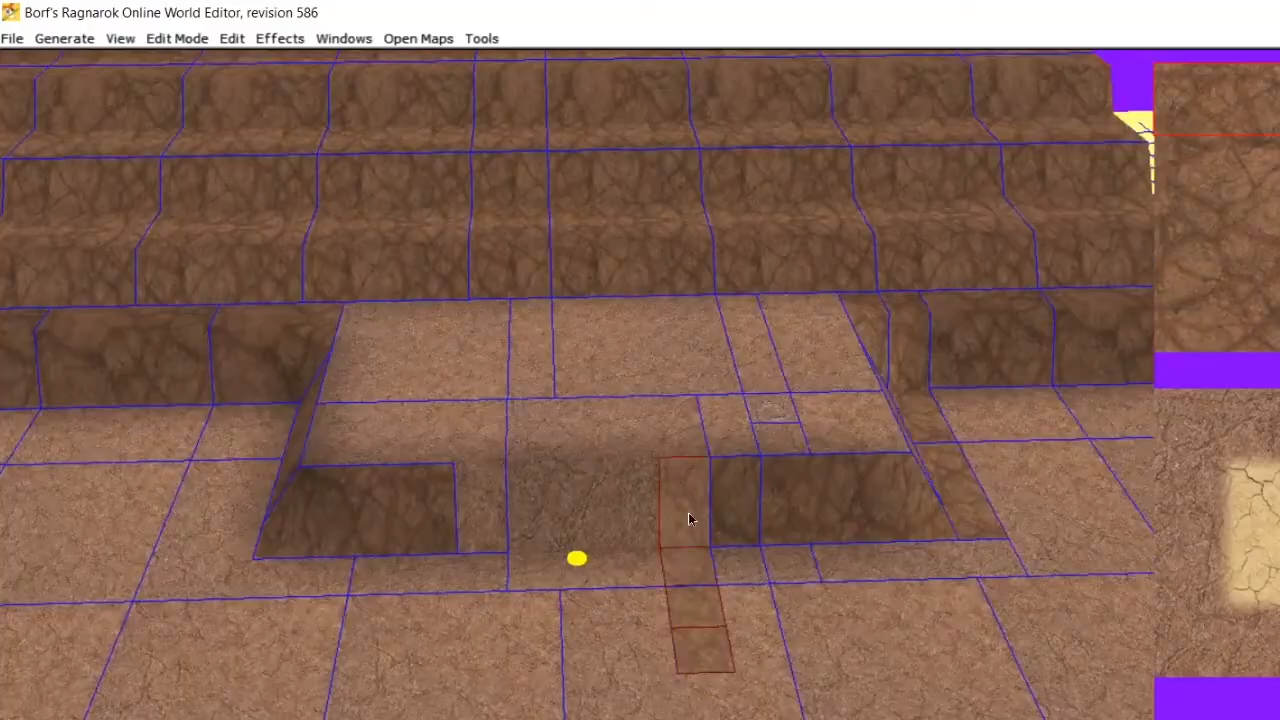 Borf's Ragnarok Online World Editor, revision 586
File Generate View Edit Mode Edit Effects Windows Open Maps Tools